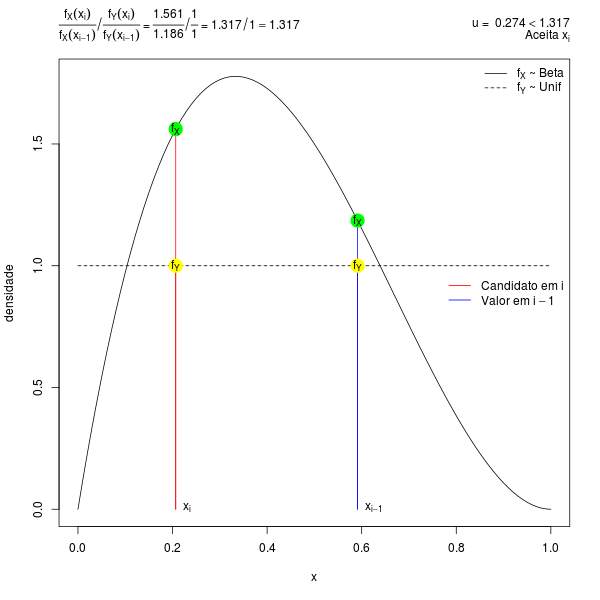 fX(xi)/fX(xi−1) / fY(xi)/fY(xi−1) = 1.561/1.186 / 1/1 = 1.317/1 = 1.317
u = 0.274 < 1.317
Aceita xi
fX ~ Beta
fY ~ Unif
fX
fX
fY
fY
Candidato em i
Valor em i − 1
xi
xi−1
densidade
0.0
0.5
1.0
1.5
0.0 0.2 0.4 0.6 0.8 1.0
x